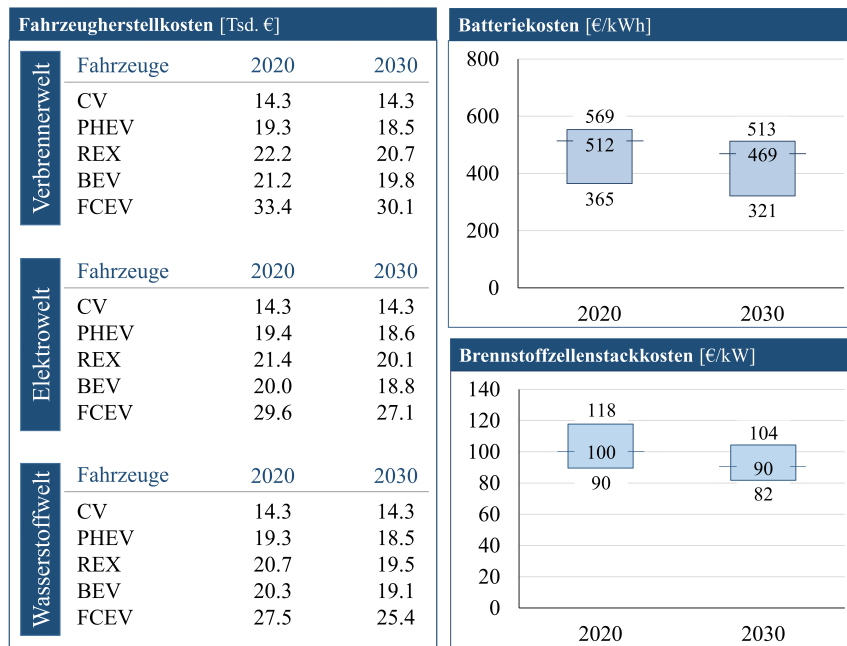 Fahrzeugherstellkosten [Tsd. €]
Verbrennerwelt
Fahrzeuge 2020 2030
CV 14.3 14.3
PHEV 19.3 18.5
REX 22.2 20.7
BEV 21.2 19.8
FCEV 33.4 30.1
Elektrowelt
Fahrzeuge 2020 2030
CV 14.3 14.3
PHEV 19.4 18.6
REX 21.4 20.1
BEV 20.0 18.8
FCEV 29.6 27.1
Wasserstoffwelt
Fahrzeuge 2020 2030
CV 14.3 14.3
PHEV 19.3 18.5
REX 20.7 19.5
BEV 20.3 19.1
FCEV 27.5 25.4
Batteriekosten [€/kWh]
800
600
400
200
0
569
512
365
513
469
321
2020 2030
Brennstoffzellenstackkosten [€/kW]
140
120
100
80
60
40
20
0
118
100
90
104
90
82
2020 2030